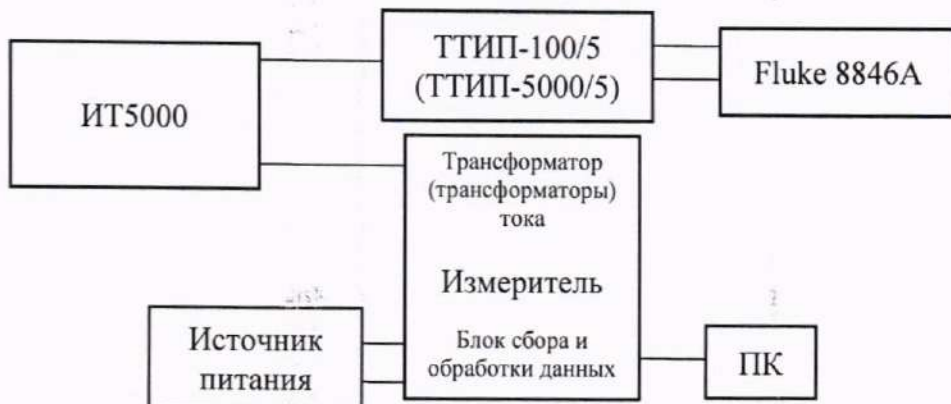 ИТ5000
ТТИП-100/5
(ТТИП-5000/5)
Fluke 8846A
Трансформатор
(трансформаторы)
тока
Измеритель
Блок сбора и
обработки данных
Источник
питания
ПК